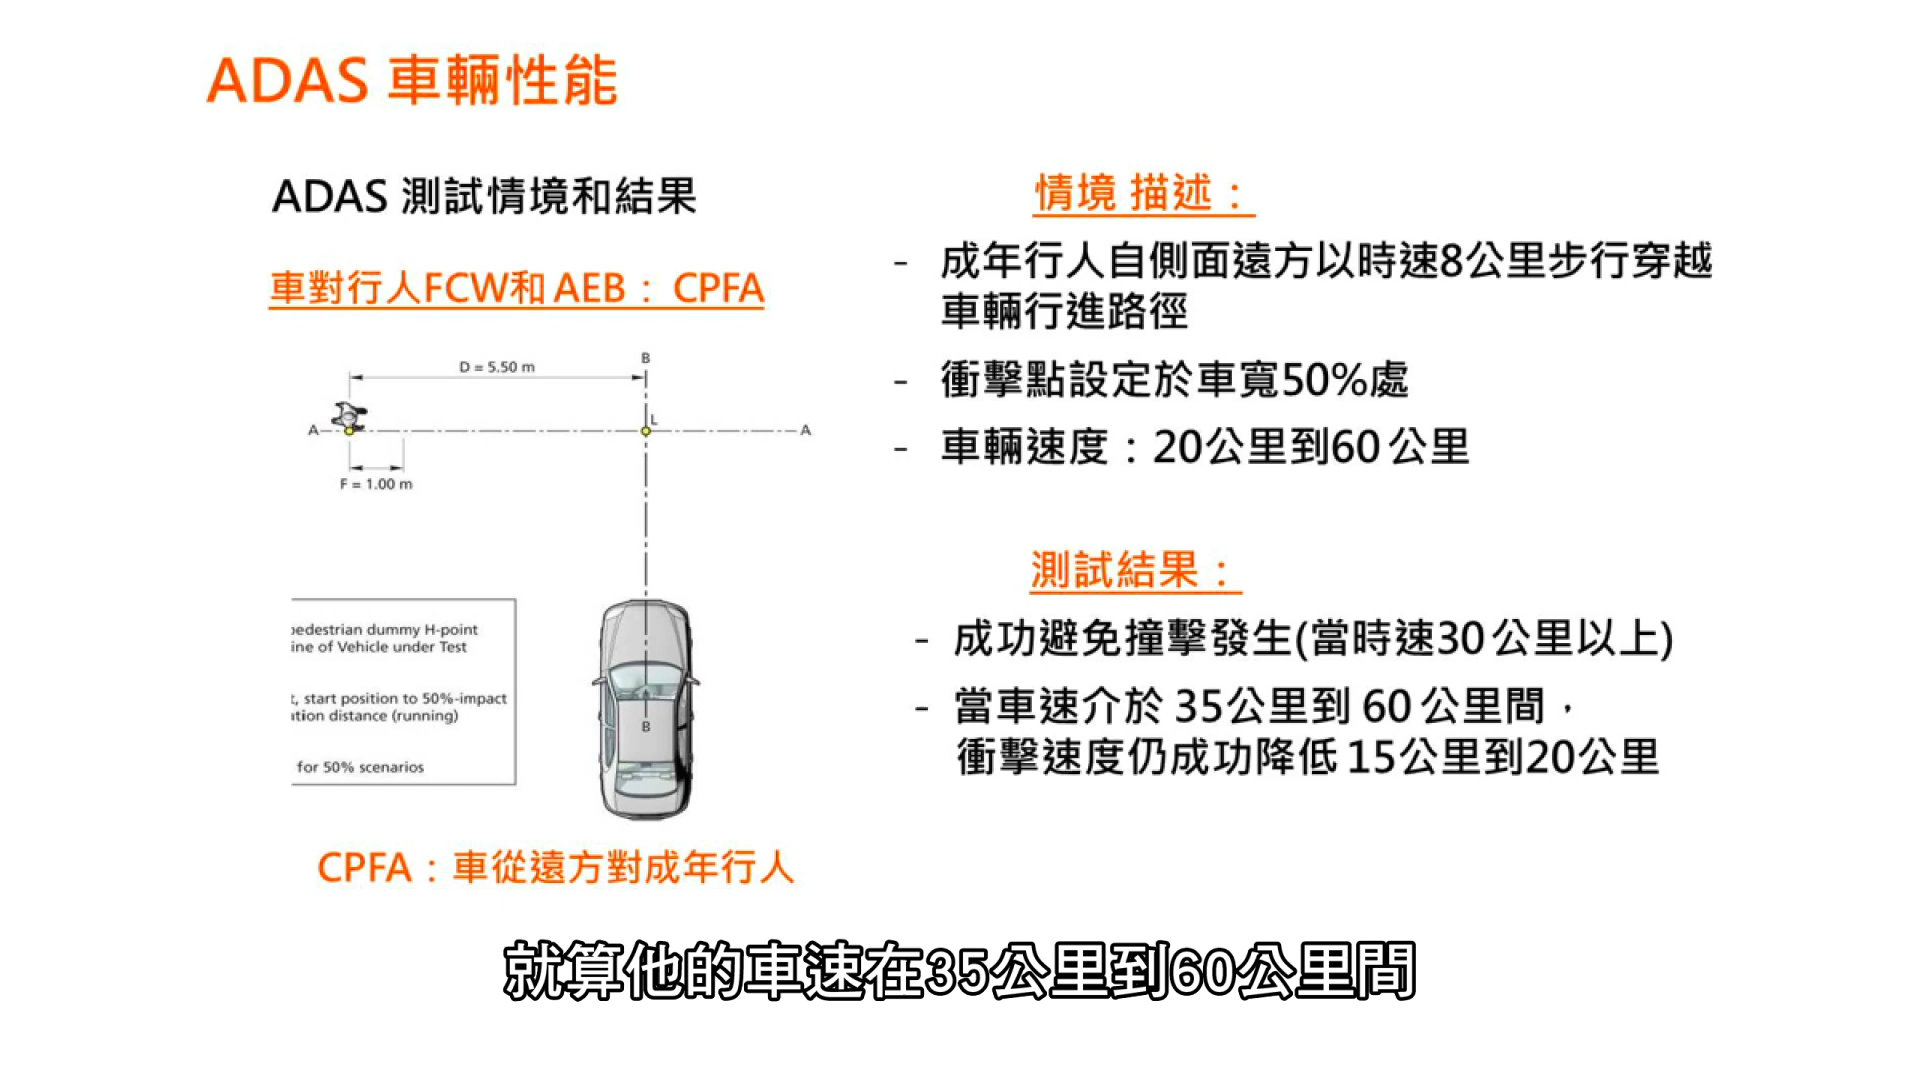 ADAS 車輛性能
ADAS 測試情境和結果
車對行人FCW和 AEB： CPFA
D = 5.50 m
B
L
A
A
F = 1.00 m
pedestrian dummy H-point
ine of Vehicle under Test
t, start position to 50%-impact
ation distance (running)
for 50% scenarios
B
CPFA：車從遠方對成年行人
情境 描述：
- 成年行人自側面遠方以時速8公里步行穿越
車輛行進路徑
- 衝擊點設定於車寬50%處
- 車輛速度：20公里到60 公里
測試結果：
- 成功避免撞擊發生(當時速30 公里以上)
- 當車速介於 35公里到 60 公里間，
衝擊速度仍成功降低 15公里到20公里
就算他的車速在35公里到60公里間